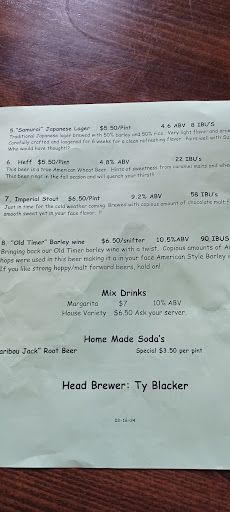 5. "Samurai" Japanese Lager $5.50/Pint 4.6 ABV 8 IBU'S
Traditional Japanese lager brewed with 50% barley and 50% rice. Very light flavor and
Carefully crafted and lagered for 6 weeks for a clean refreshing flavor. Pairs well with
Who would have thought!?
6. Heff $5.50/Pint 4.8% ABV 22 IBU's
This beer is a true American Wheat Beer. Hints of sweetness from caramel malts and
This beer rings in the fall season and will quench your thirst!!
7. Imperial Stout $6.50/Pint 9.2% ABV 58 IBU's
Just in time for the cold weather coming. Brewed with copious amount of chocolate malt
smooth sweet yet in your face flavor. !!
8. "Old Timer" Barley wine $6.50/snifter 10.5%ABV 90 IBUS
Bringing back our Old Timer barley wine with a twist. Copious amounts of
hops were used in this beer making it a in your face American Style Barley
If you like strong hoppy/malt forward beers, hold on!
Mix Drinks
Margarita $7 10% ABV
House Variety $6.50 Ask your server.
Home Made Soda's
aribou Jack" Root Beer Special $3.50 per pint
Head Brewer: Ty Blacker